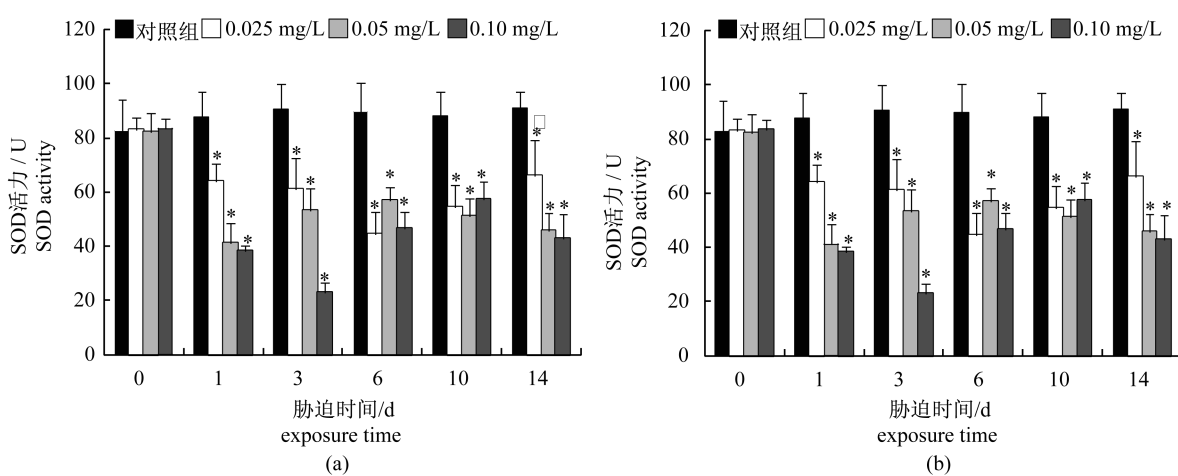 120
对照组 0.025 mg/L 0.05 mg/L 0.10 mg/L
100
80
60
40
20
0
SOD活力 / U
SOD activity
* * * * * * * * * * * * * * *
0 1 3 6 10 14
胁迫时间/d
exposure time
(a)
120
对照组 0.025 mg/L 0.05 mg/L 0.10 mg/L
100
80
60
40
20
0
SOD活力 / U
SOD activity
* * * * * * * * * * * * * * *
0 1 3 6 10 14
胁迫时间/d
exposure time
(b)